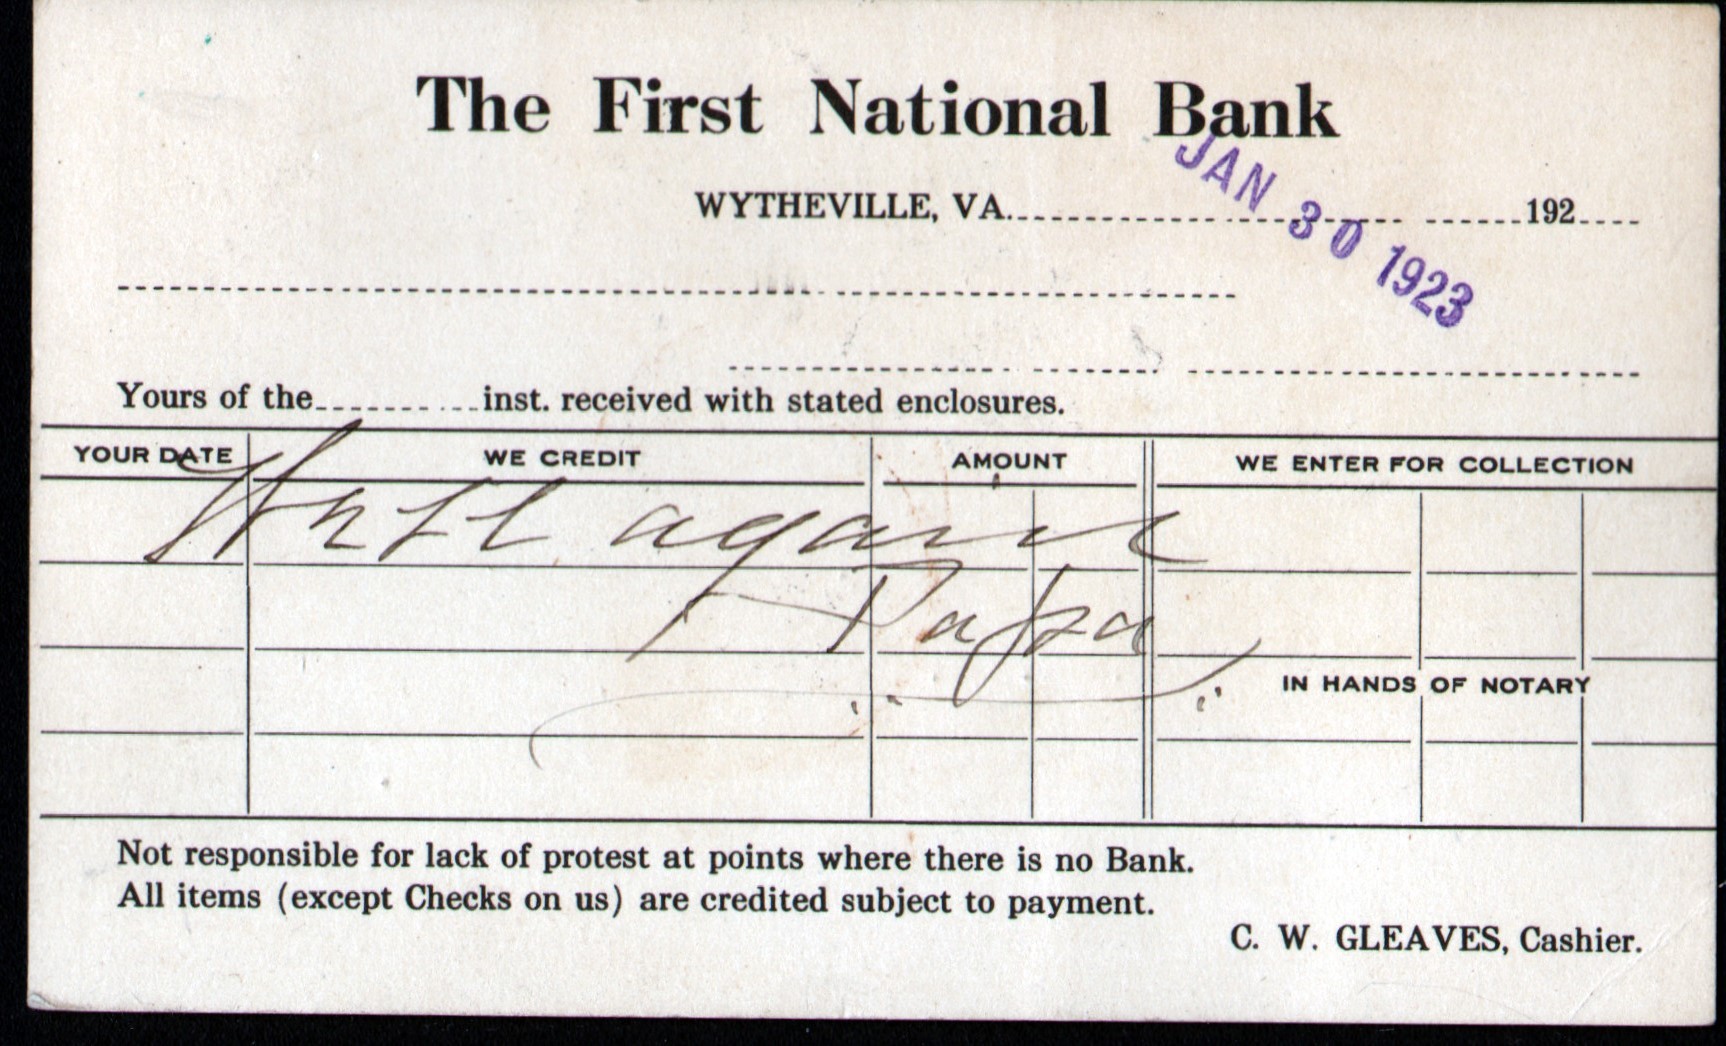 The First National Bank
JAN 30 1923
WYTHEVILLE, VA. 192
Yours of the inst. received with stated enclosures.
YOUR DATE WE CREDIT AMOUNT WE ENTER FOR COLLECTION
again
Papa
IN HANDS OF NOTARY
Not responsible for lack of protest at points where there is no Bank.
All items (except Checks on us) are credited subject to payment.
C. W. GLEAVES, Cashier.